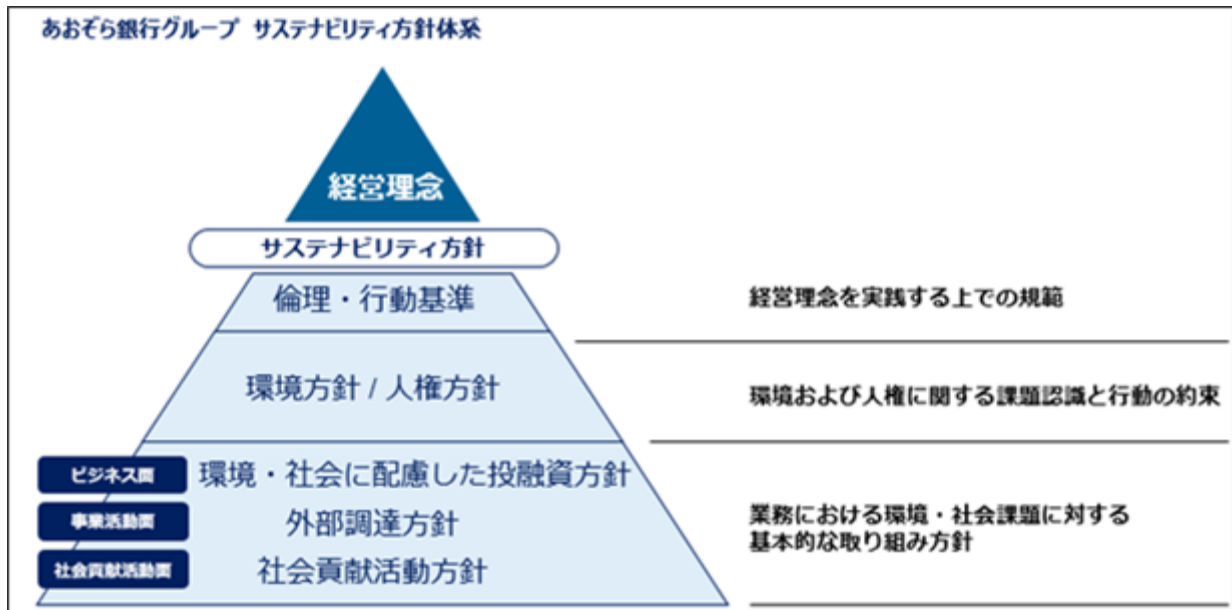 あおぞら銀行グループ サステナビリティ方針体系
経営理念
サステナビリティ方針
倫理・行動基準
経営理念を実践する上での規範
環境方針 / 人権方針
環境および人権に関する課題認識と行動の約束
ビジネス面
環境・社会に配慮した投融資方針
事業活動面
外部調達方針
社会貢献活動面
社会貢献活動方針
業務における環境・社会課題に対する
基本的な取り組み方針